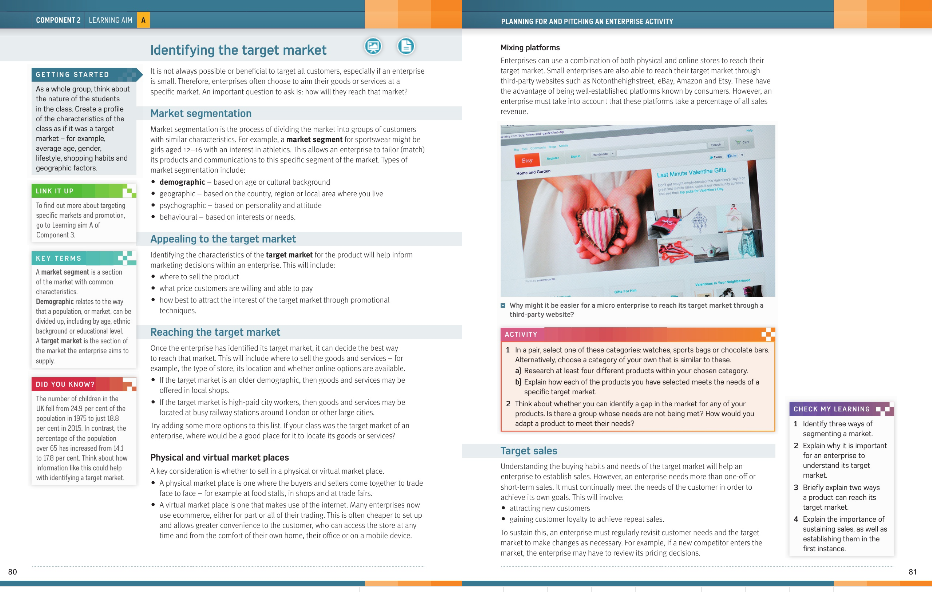 COMPONENT 2 LEARNING AIM A
Identifying the target market
GETTING STARTED
As a whole group, think about
the nature of the students
in the class. Create a profile
of the characteristics of the
class as if it was a target
market – for example,
average age, gender,
lifestyle, shopping habits and
geographic factors.
LINK IT UP
To find out more about targeting
specific markets and promotion,
go to Learning aim A of
Component 3.
KEY TERMS
A market segment is a section
of the market with common
characteristics.
Demographic relates to the way
that a population, or market, can be
divided up, including by age, ethnic
background or educational level.
A target market is the section of
the market the enterprise aims to
supply.
DID YOU KNOW?
The number of children in the
UK fell from 24.9 per cent of the
population in 1975 to just 18.8
per cent in 2015. In contrast, the
percentage of the population
over 65 has increased from 14.1
to 17.8 per cent. Think about how
information like this could help
with identifying a target market.
It is not always possible or beneficial to target all customers, especially if an enterprise
is small. Therefore, enterprises often choose to aim their goods or services at a
specific market. An important question to ask is: how will they reach that market?
Market segmentation
Market segmentation is the process of dividing the market into groups of customers
with similar characteristics. For example, a market segment for sportswear might be
girls aged 12–16 with an interest in athletics. This allows an enterprise to tailor (match)
its products and communications to this specific segment of the market. Types of
market segmentation include:
• demographic – based on age or cultural background
• geographic – based on the country, region or local area where you live
• psychographic – based on personality and attitude
• behavioural – based on interests or needs.
Appealing to the target market
Identifying the characteristics of the target market for the product will help inform
marketing decisions within an enterprise. This will include:
• where to sell the product
• what price customers are willing and able to pay
• how best to attract the interest of the target market through promotional
techniques.
Reaching the target market
Once the enterprise has identified its target market, it can decide the best way
to reach that market. This will include where to sell the goods and services – for
example, the type of store, its location and whether online options are available.
• If the target market is an older demographic, then goods and services may be
offered in local shops.
• If the target market is high-paid city workers, then goods and services may be
located at busy railway stations around London or other large cities.
Try adding some more options to this list. If your class was the target market of an
enterprise, where would be a good place for it to locate its goods or services?
Physical and virtual market places
A key consideration is whether to sell in a physical or virtual market place.
• A physical market place is one where the buyers and sellers come together to trade
face to face – for example at food stalls, in shops and at trade fairs.
• A virtual market place is one that makes use of the internet. Many enterprises now
use ecommerce, either for part or all of their trading. This is often cheaper to set up
and allows greater convenience to the customer, who can access the store at any
time and from the comfort of their own home, their office or on a mobile device.
80
PLANNING FOR AND PITCHING AN ENTERPRISE ACTIVITY
Mixing platforms
Enterprises can use a combination of both physical and online stores to reach their
target market. Small enterprises are also able to reach their target market through
third-party websites such as Notonthehighstreet, eBay, Amazon and Etsy. These have
the advantage of being well-established platforms known by consumers. However, an
enterprise must take into account that these platforms take a percentage of all sales
revenue.
Etsy
Home and Garden
Last Minute Valentine Gifts
Why might it be easier for a micro enterprise to reach its target market through a
third-party website?
ACTIVITY
1 In a pair, select one of these categories: watches, sports bags or chocolate bars.
Alternatively, choose a category of your own that is similar to these.
a) Research at least four different products within your chosen category.
b) Explain how each of the products you have selected meets the needs of a
specific target market.
2 Think about whether you can identify a gap in the market for any of your
products. Is there a group whose needs are not being met? How would you
adapt a product to meet their needs?
Target sales
Understanding the buying habits and needs of the target market will help an
enterprise to establish sales. However, an enterprise needs more than one-off or
short-term sales. It must continually meet the needs of the customer in order to
achieve its own goals. This will involve:
• attracting new customers
• gaining customer loyalty to achieve repeat sales.
To sustain this, an enterprise must regularly revisit customer needs and the target
market to make changes as necessary. For example, if a new competitor enters the
market, the enterprise may have to review its pricing decisions.
CHECK MY LEARNING
1 Identify three ways of
segmenting a market.
2 Explain why it is important
for an enterprise to
understand its target
market.
3 Briefly explain two ways
a product can reach its
target market.
4 Explain the importance of
sustaining sales, as well as
establishing them in the
first instance.
81